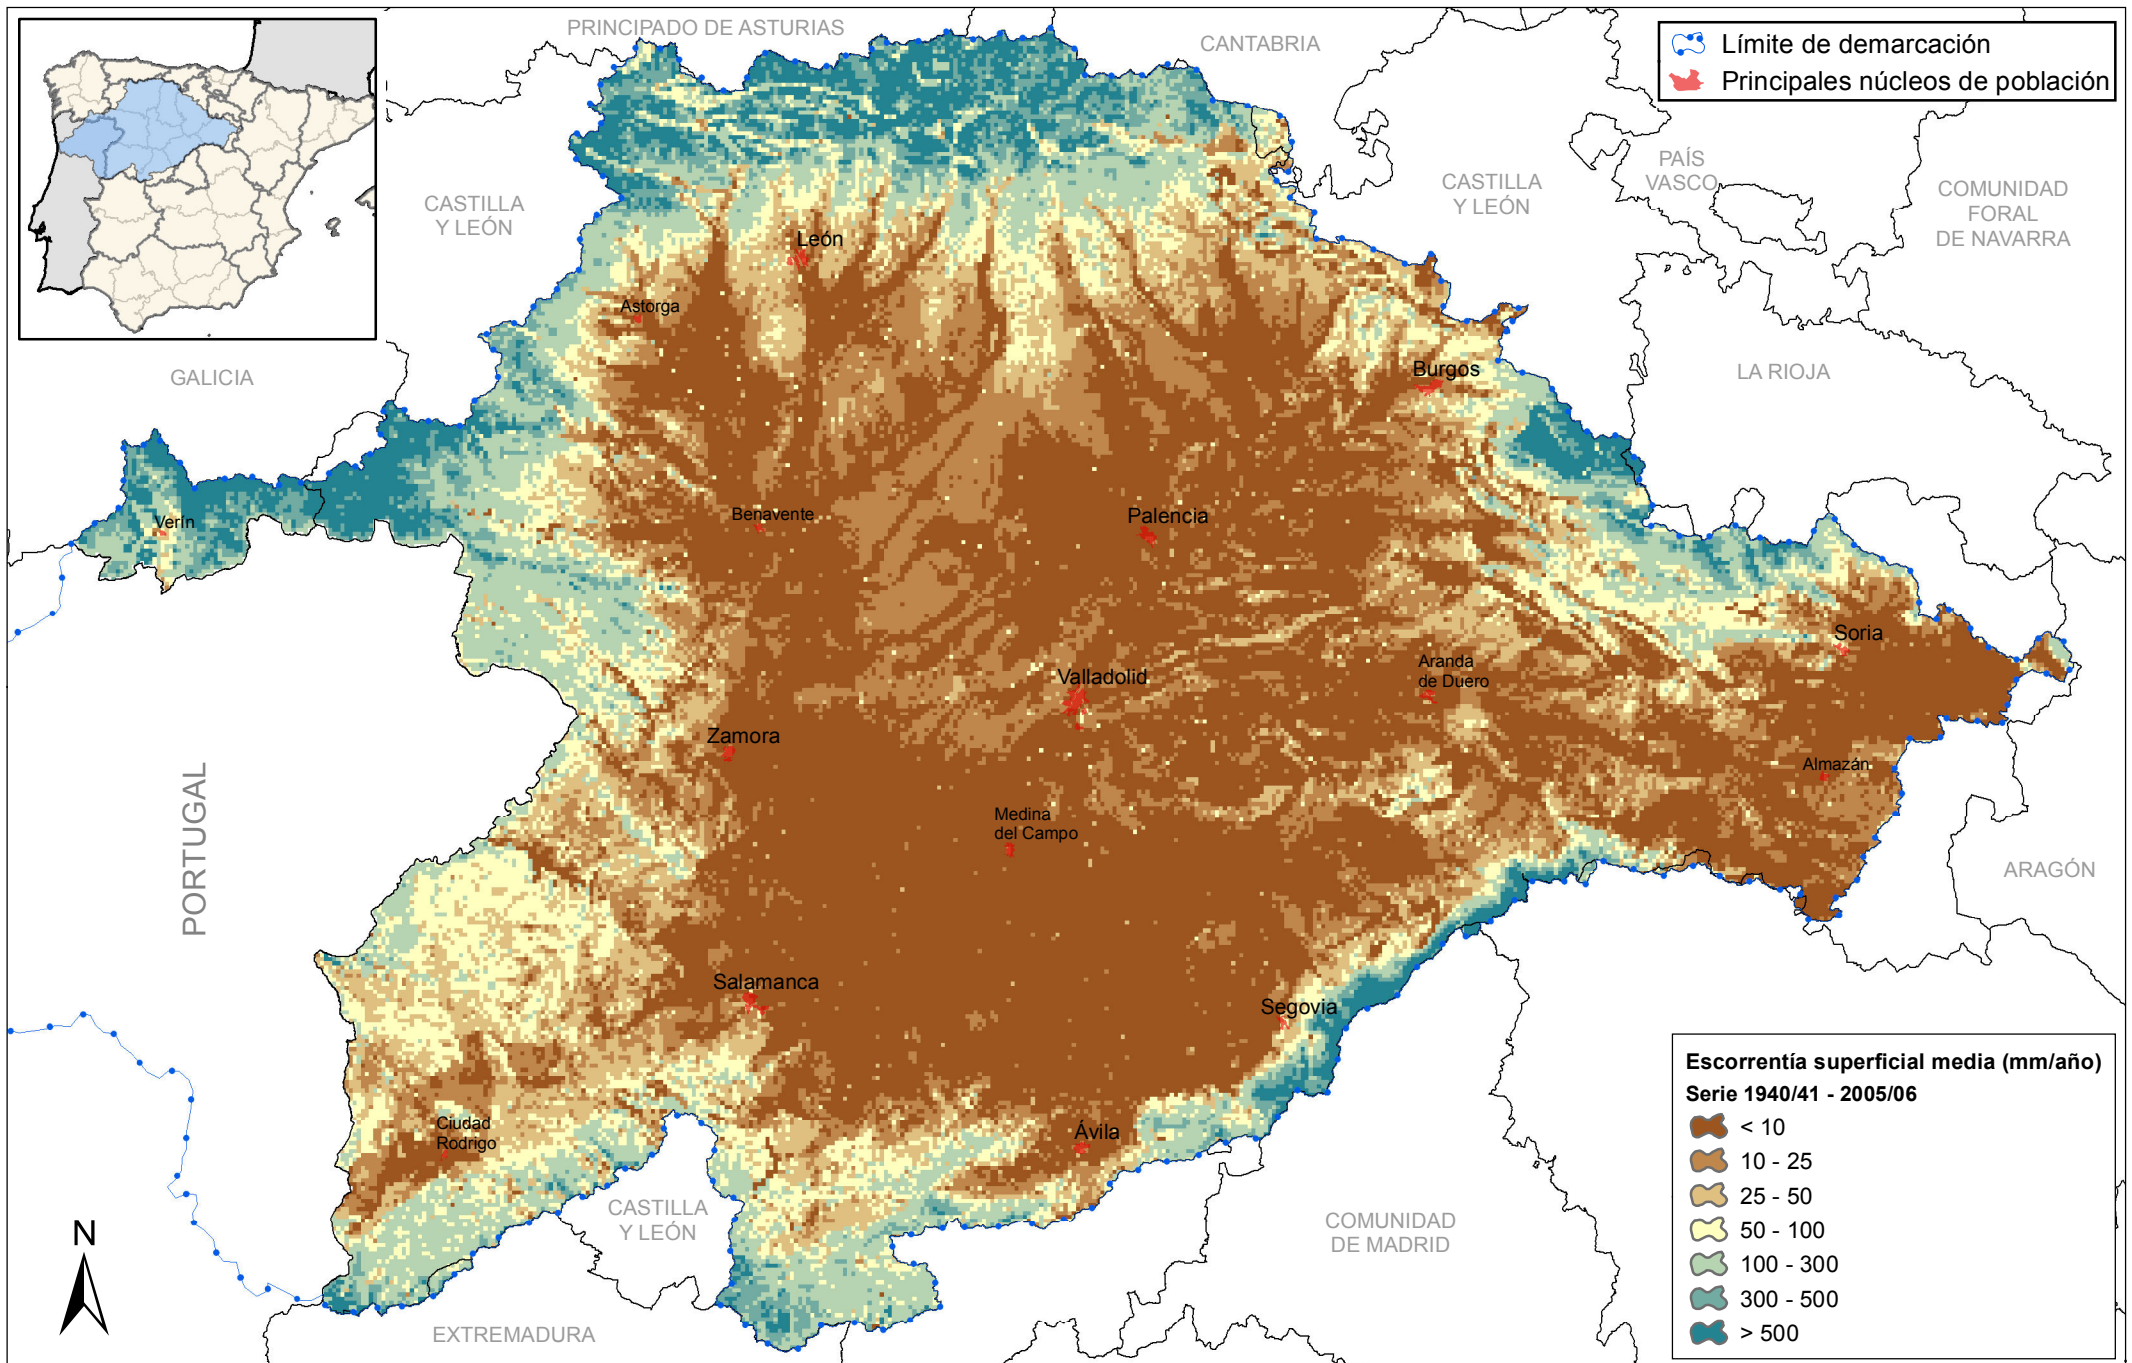 PRINCIPADO DE ASTURIAS
CANTABRIA
Límite de demarcación
Principales núcleos de población
PAÍS
VASCO
CASTILLA
Y LEÓN
COMUNIDAD
FORAL
DE NAVARRA
CASTILLA
Y LEÓN
León
Astorga
GALICIA
Burgos
LA RIOJA
Verín
Benavente
Palencia
Soria
Valladolid
Aranda
de Duero
Zamora
Almazán
PORTUGAL
Medina
del Campo
ARAGÓN
Salamanca
Segovia
Ciudad
Rodrigo
Ávila
CASTILLA
Y LEÓN
COMUNIDAD
DE MADRID
N
EXTREMADURA
Escorrentía superficial media (mm/año)
Serie 1940/41 - 2005/06
< 10
10 - 25
25 - 50
50 - 100
100 - 300
300 - 500
> 500